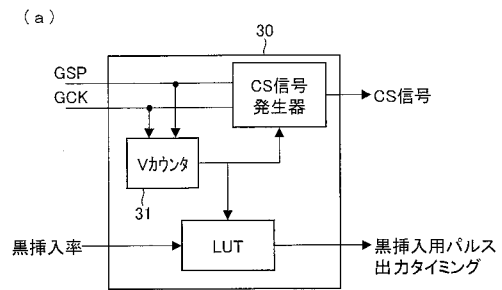 (a)
30
GSP
GCK
CS信号
発生器
CS信号
Vカウンタ
31
黒挿入率
LUT
黒挿入用パルス
出力タイミング